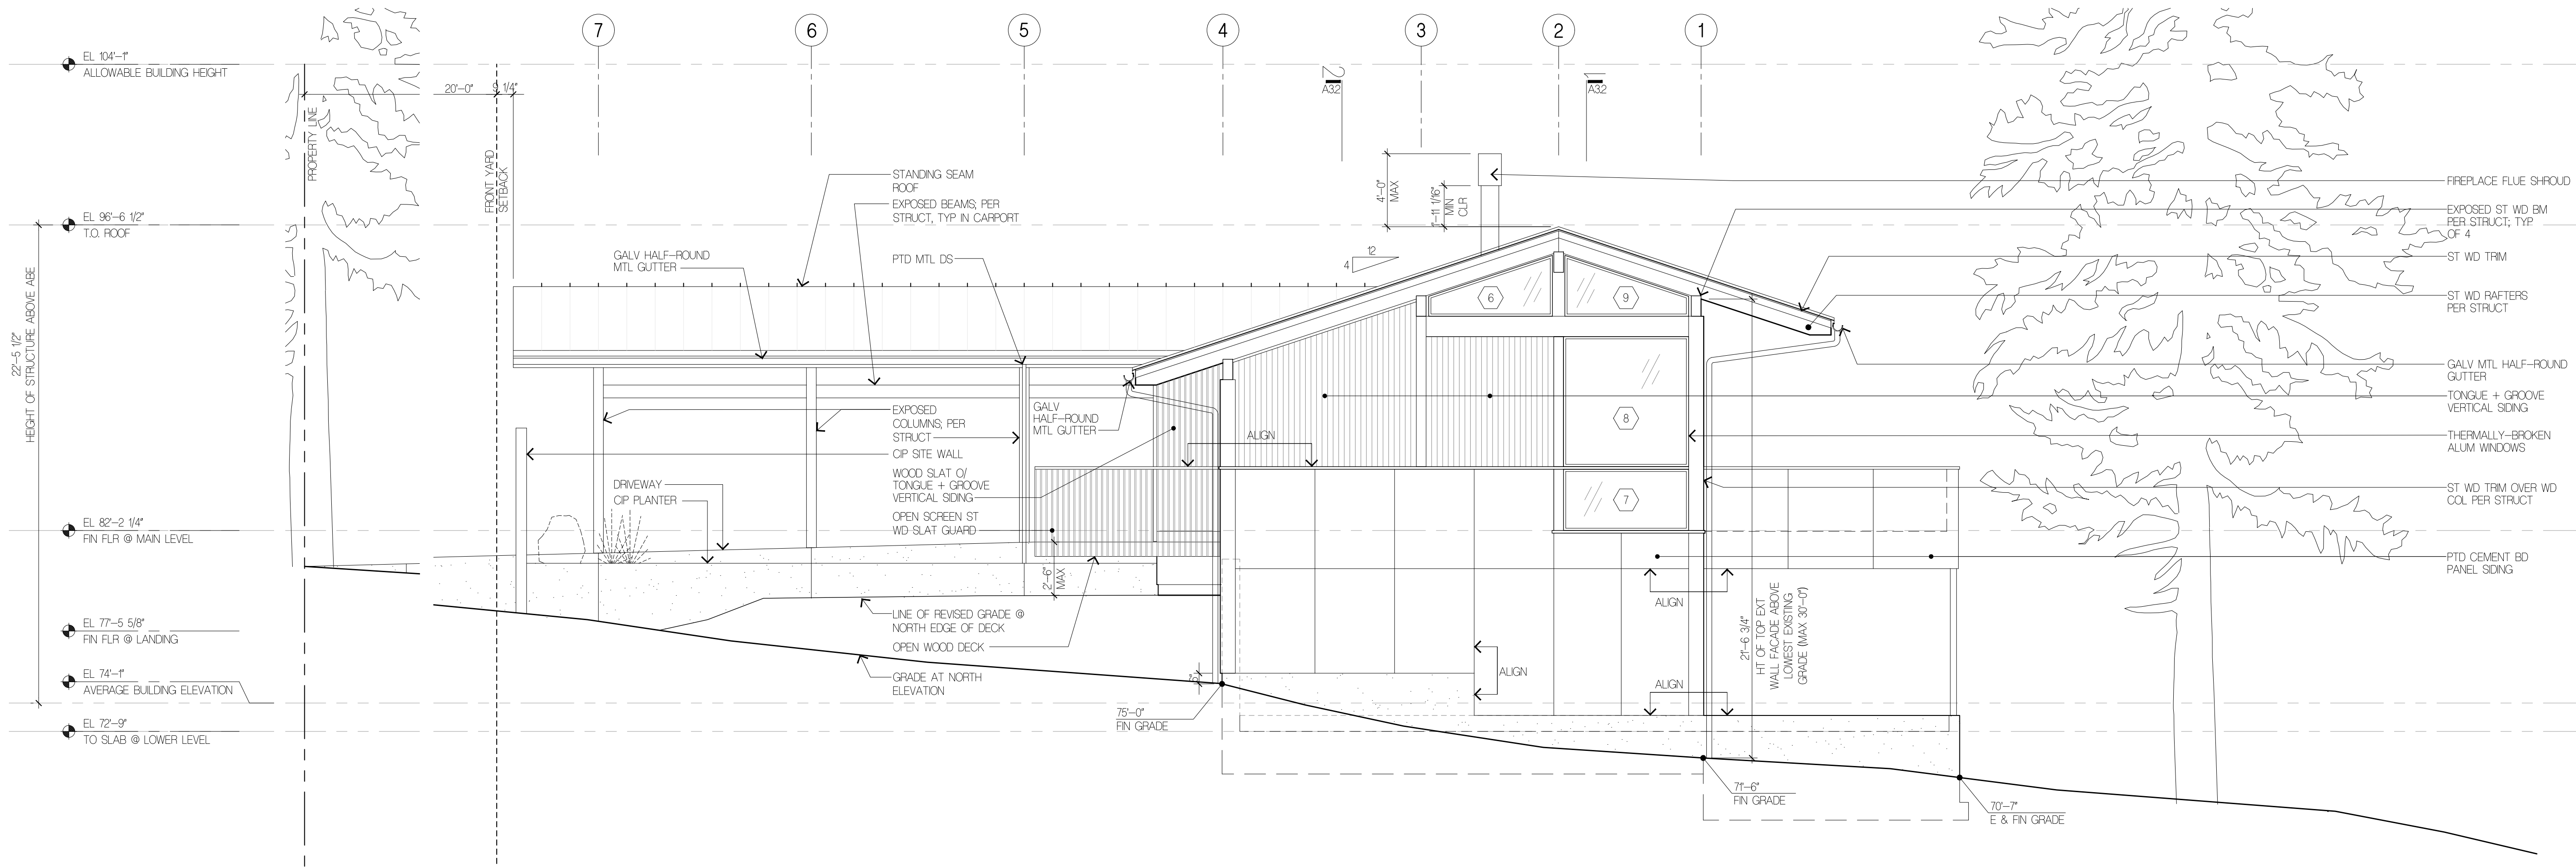 7
6
5
4
3
2
1
EL 104'-1"
ALLOWABLE BUILDING HEIGHT
20'-0"
9 1/4"
2
A3.2
1
A3.2
PROPERTY LINE
FRONT YARD
SETBACK
EL 96'-6 1/2"
T.O. ROOF
22'-5 1/2"
HEIGHT OF STRUCTURE ABOVE ABE
EL 82'-2 1/4"
FIN FLR @ MAIN LEVEL
EL 77'-5 5/8"
FIN FLR @ LANDING
EL 74'-1"
AVERAGE BUILDING ELEVATION
EL 72'-9"
TO SLAB @ LOWER LEVEL
STANDING SEAM
ROOF
EXPOSED BEAMS; PER
STRUCT, TYP IN CARPORT
GALV HALF-ROUND
MTL GUTTER
PTD MTL DS
EXPOSED
COLUMNS; PER
STRUCT
CIP SITE WALL
WOOD SLAT O/
TONGUE + GROOVE
VERTICAL SIDING
OPEN SCREEN ST
WD SLAT GUARD
DRIVEWAY
CIP PLANTER
GALV
HALF-ROUND
MTL GUTTER
ALIGN
2'-6"
MAX
LINE OF REVISED GRADE @
NORTH EDGE OF DECK
OPEN WOOD DECK
GRADE AT NORTH
ELEVATION
75'-0"
FIN GRADE
4'-0"
MAX
1'-11 1/16"
MIN
CLR
12
4
6
9
8
7
ALIGN
ALIGN
ALIGN
21'-6 3/4"
HT OF TOP EXT
WALL FACADE ABOVE
LOWEST EXISTING
GRADE (MAX 30'-0")
71'-6"
FIN GRADE
70'-7"
E & FIN GRADE
FIREPLACE FLUE SHROUD
EXPOSED ST WD BM
PER STRUCT; TYP
OF 4
ST WD TRIM
ST WD RAFTERS
PER STRUCT
GALV MTL HALF-ROUND
GUTTER
TONGUE + GROOVE
VERTICAL SIDING
THERMALLY-BROKEN
ALUM WINDOWS
ST WD TRIM OVER WD
COL PER STRUCT
PTD CEMENT BD
PANEL SIDING